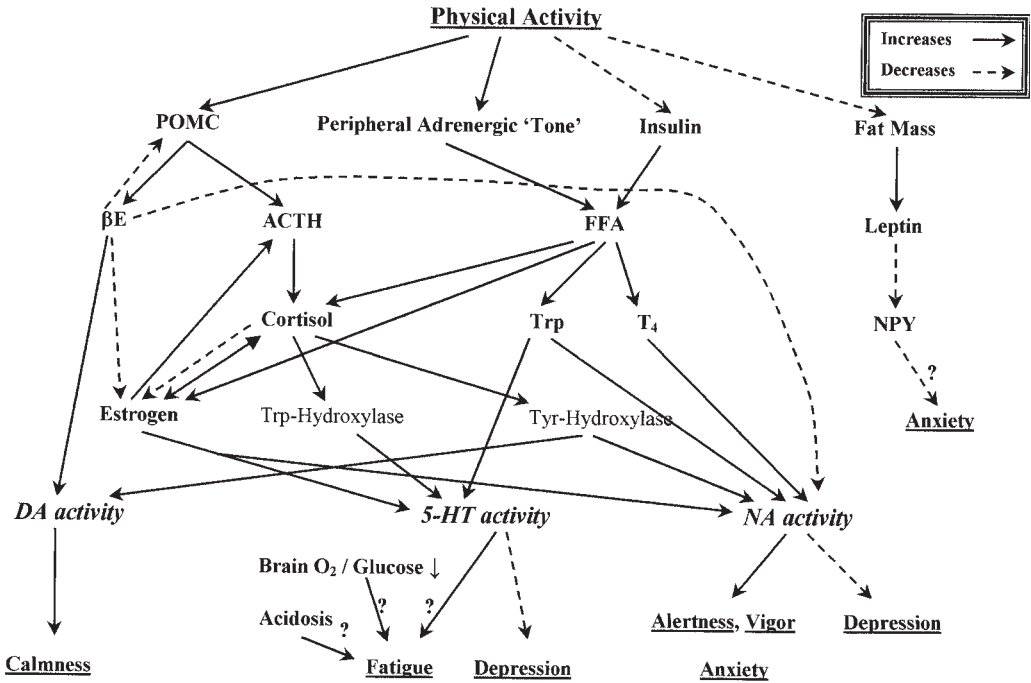 Physical Activity
Increases
Decreases
POMC
Peripheral Adrenergic ‘Tone’
Insulin
Fat Mass
βE
ACTH
FFA
Leptin
Cortisol
Trp
T₄
NPY
?
Estrogen
Trp-Hydroxylase
Tyr-Hydroxylase
Anxiety
DA activity
5-HT activity
NA activity
Brain O₂ / Glucose ↓
?
?
Acidosis
?
Alertness, Vigor
Depression
Calmness
Fatigue
Depression
Anxiety